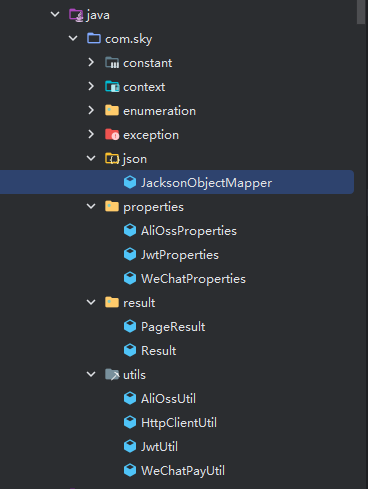 java
com.sky
constant
context
enumeration
exception
json
JacksonObjectMapper
properties
AliOssProperties
JwtProperties
WeChatProperties
result
PageResult
Result
utils
AliOssUtil
HttpClientUtil
JwtUtil
WeChatPayUtil